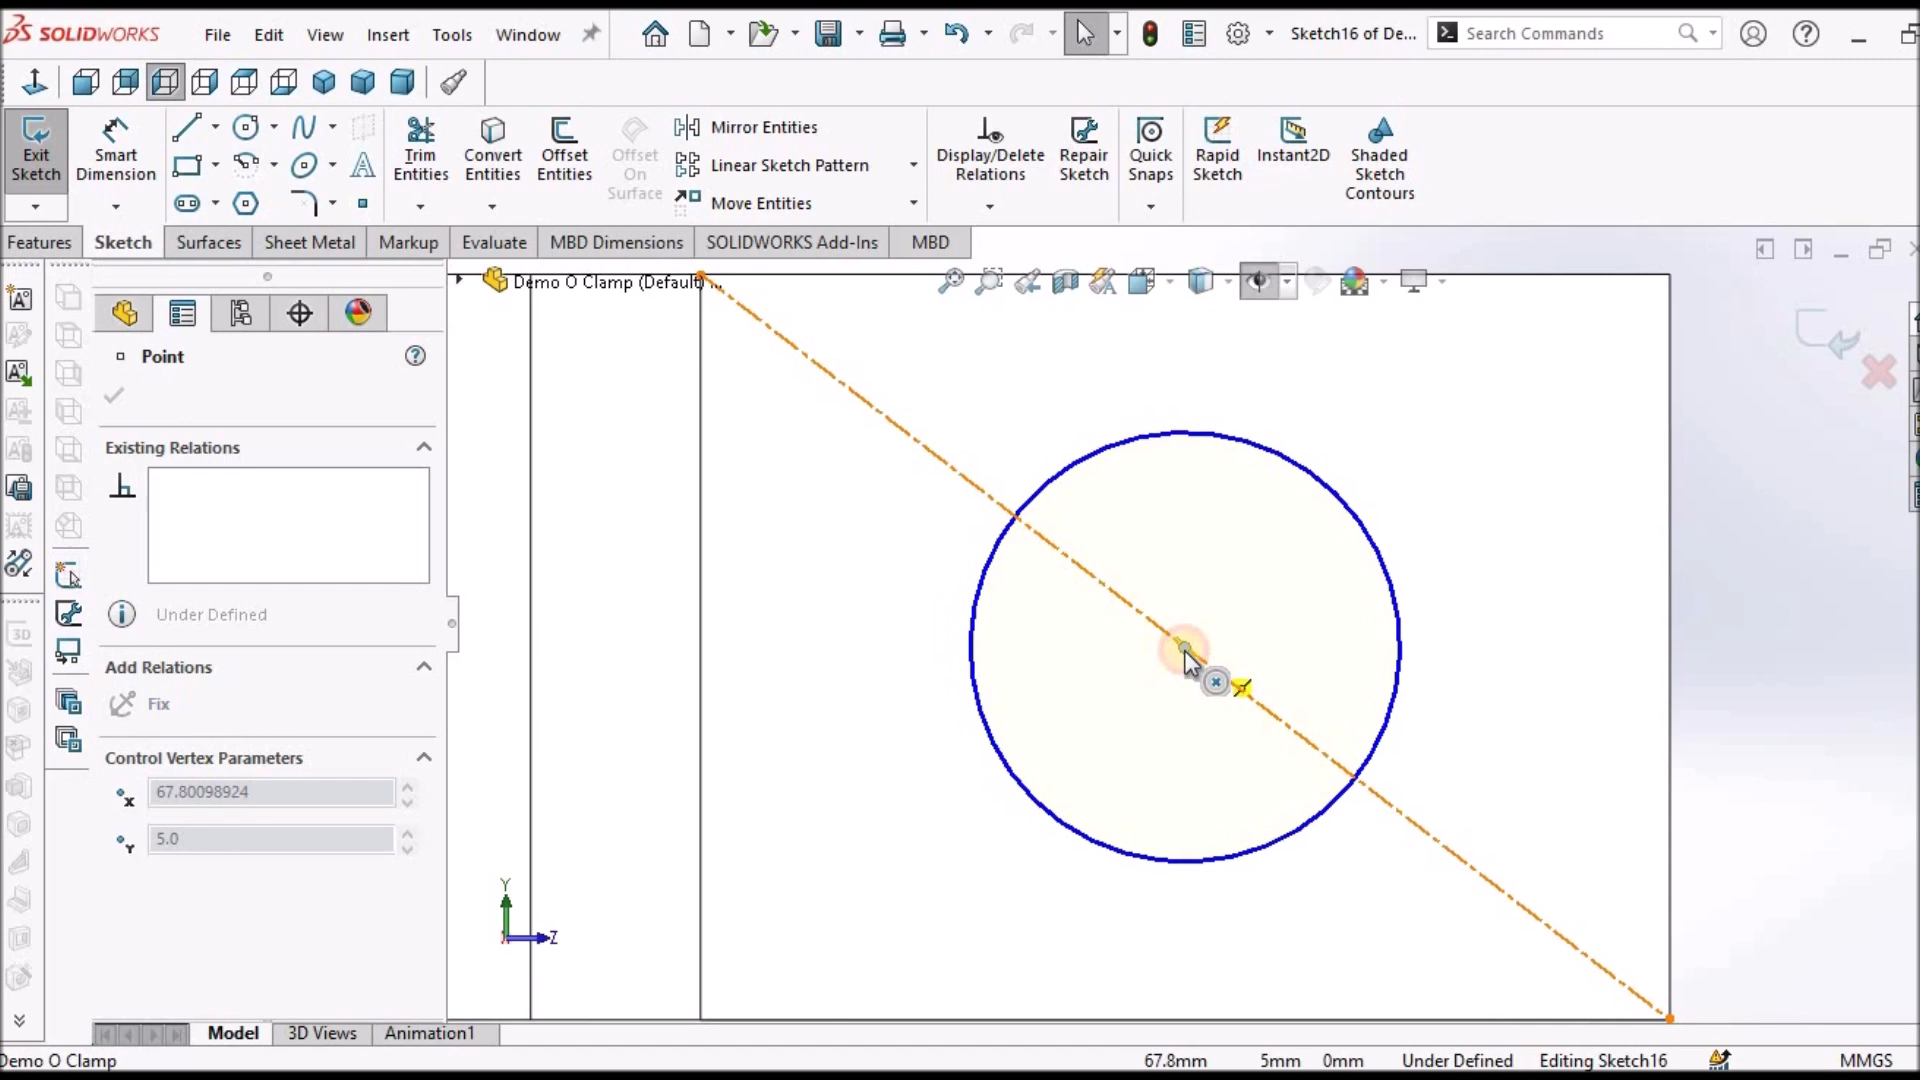 SOLIDWORKS File Edit View Insert Tools Window Sketch16 of De... Search Commands
Exit Sketch
Smart Dimension
Trim Entities
Convert Entities
Offset Entities
Offset On Surface
Mirror Entities
Linear Sketch Pattern
Move Entities
Display/Delete Relations
Repair Sketch
Quick Snaps
Rapid Sketch
Instant2D
Shaded Sketch Contours
Features Sketch Surfaces Sheet Metal Markup Evaluate MBD Dimensions SOLIDWORKS Add-Ins MBD
Demo O Clamp (Default) ...
Point
Existing Relations
Under Defined
Add Relations
Fix
Control Vertex Parameters
X 67.80098924
Y 5.0
3D
Y
Z
Model 3D Views Animation1
Demo O Clamp 67.8mm 5mm 0mm Under Defined Editing Sketch16 MMGS